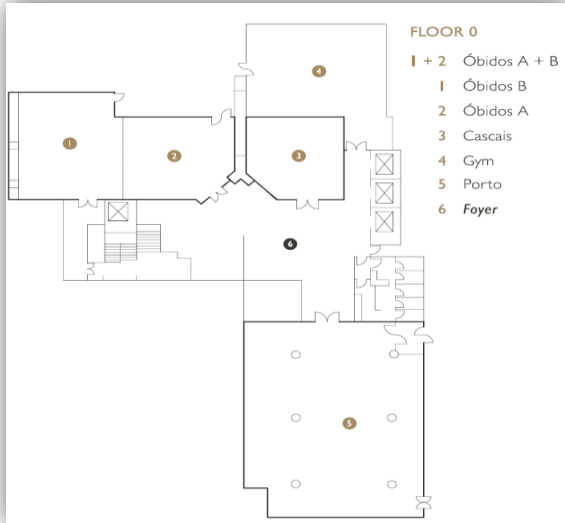 FLOOR 0
1 + 2 Óbidos A + B
1 Óbidos B
2 Óbidos A
3 Cascais
4 Gym
5 Porto
6 Foyer
4
1
2
3
6
5